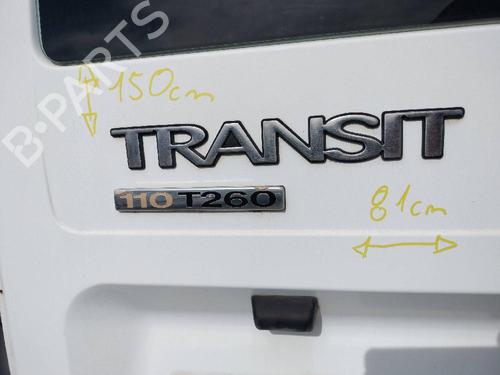 B-PARTS
150cm
TRANSIT
110 T260
81cm